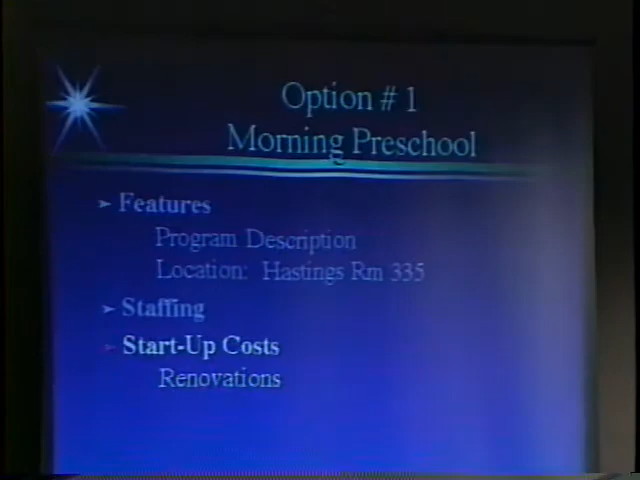 Option # 1
Morning Preschool
Features
Program Description
Location: Hastings Rm 335
Staffing
Start-Up Costs
Renovations